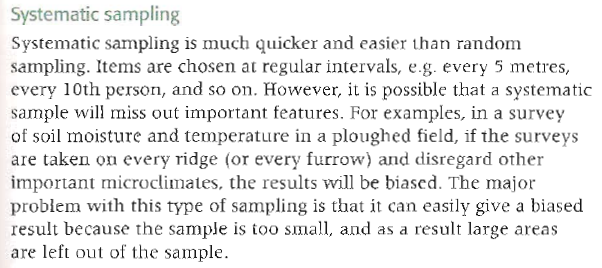 Systematic sampling
Systematic sampling is much quicker and easier than random
sampling. Items are chosen at regular intervals, e.g. every 5 metres,
every 10th person, and so on. However, it is possible that a systematic
sample will miss out important features. For examples, in a survey
of soil moisture and temperature in a ploughed field, if the surveys
are taken on every ridge (or every furrow) and disregard other
important microclimates, the results will be biased. The major
problem with this type of sampling is that it can easily give a biased
result because the sample is too small, and as a result large areas
are left out of the sample.